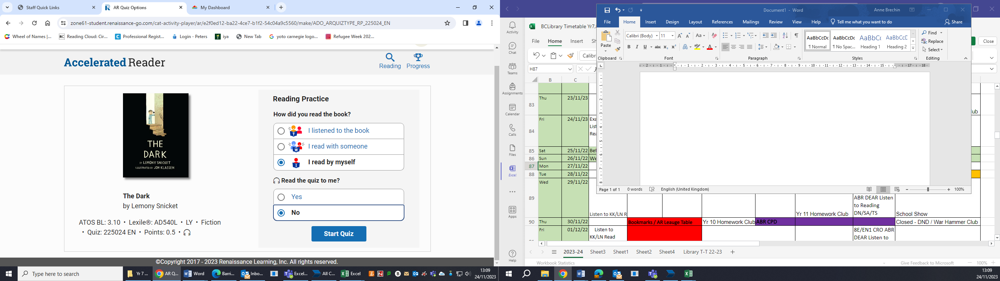 Staff Quick Links
AR Quiz Options
My Dashboard
zone61-student.renaissance-go.com/cat-activity-player/ar/e2f0ed12-ba22-4ce7-b1f2-54c04a9c5560/make/ADO_ARQUIZTYPE_RP_225024_EN
Wheel of Names |...
RC Reading Cloud: Cir...
Professional Regist...
Login - Peters
iya
New Tab
yoto carnegie logo...
Refugee Week 202...
Accelerated Reader
Reading
Progress
THE
DARK
BY LEMONY SNICKET
ILLUSTRATED BY JON KLASSEN
The Dark
by Lemony Snicket
ATOS BL: 3.10 • Lexile®: AD540L • LY • Fiction
• Quiz: 225024 EN • Points: 0.5 •
Reading Practice
How did you read the book?
I listened to the book
I read with someone
I read by myself
Read the quiz to me?
Yes
No
Start Quiz
©Copyright 2017 - 2023 Renaissance Learning, Inc. All rights reserved.
Type here to search
Yr 7 ...
AR Q...
Word
Barri...
Inbo...
Excel...
All C...
Excel
13:09
24/11/2023
Activity
Chat
Teams
Assignments
Calendar
Calls
Files
Excel
Apps
Help
BCLibrary Timetable Yr7,
File Home Insert
Close
Calibr
H87
B C
83 Thu 23/11/23
ub
84 Fri 24/11/23 Exa
List
Rea
85 Sat 25/11/22 Bef
86 Sun 26/11/22 We
87 Mon 27/11/22
88 Tue 28/11/22
89 Wed 29/11/22
Listen to KK/LN R
Yr 11 Homework Club
ABR DEAR Listen
to Reading
DN/SA/TS
School Show
90 Thu 30/11/22
Bookmarks / AR Leauge Table
Yr 10 Homework Club
ABR CPD
Closed - DND / War Hammer Club
Fri 01/12/22
Listen to
KK/LN Read
8E/EN1 CRO ABR
DEAR Listen to
2023-24 Sheet3 Sheet1 Sheet2 Sheet4 Library T-T 22-23
Workbook Statistics
Give Feedback to Microsoft
100%
Document1 - Word
Anne Brechin
File Home Insert Design Layout References Mailings Review View Help Tell me what you want to do
Share
Paste
Clipboard
Calibri (Body) 11
Font
Paragraph
AaBbCcDc
¶ Normal
AaBbCcDc
¶ No Spac...
AaBbCc
Heading 1
AaBbCcC
Heading 2
Styles
Find
Replace
Select
Editing
Page 1 of 1
0 words
English (United Kingdom)
100%
13:09
24/11/2023